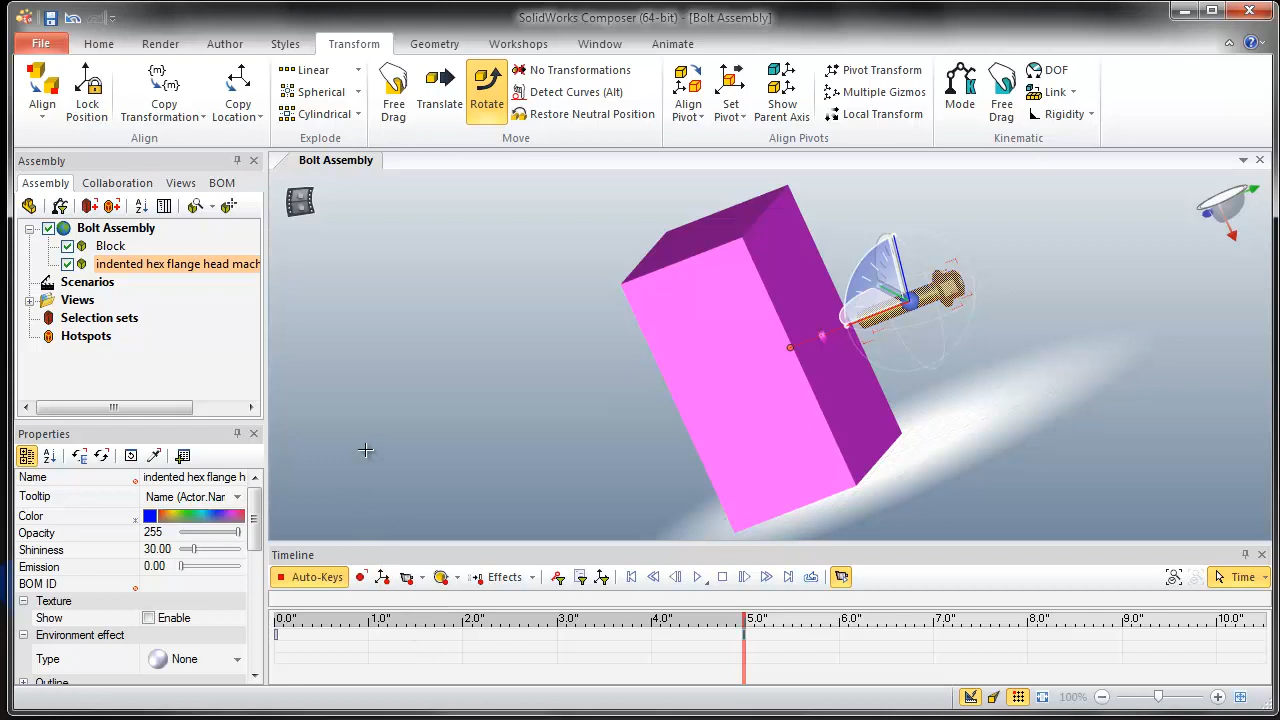 SolidWorks Composer (64-bit) - [Bolt Assembly]
File Home Render Author Styles Transform Geometry Workshops Window Animate
Align
Lock Position
Copy Transformation
Copy Location
Align
Linear
Spherical
Cylindrical
Explode
Free Drag
Translate
Rotate
No Transformations
Detect Curves (Alt)
Restore Neutral Position
Move
Align Pivot
Set Pivot
Show Parent Axis
Pivot Transform
Multiple Gizmos
Local Transform
Align Pivots
Mode
Free Drag
DOF
Link
Rigidity
Kinematic
Assembly
Assembly Collaboration Views BOM
Bolt Assembly
Block
indented hex flange head mach
Scenarios
Views
Selection sets
Hotspots
Properties
Name indented hex flange h
Tooltip Name (Actor.Nar
Color
Opacity 255
Shininess 30.00
Emission 0.00
BOM ID
Texture
Show Enable
Environment effect
Type None
Outline
Bolt Assembly
Timeline
Auto-Keys Effects Time
0.0" 1.0" 2.0" 3.0" 4.0" 5.0" 6.0" 7.0" 8.0" 9.0" 10.0"
100%